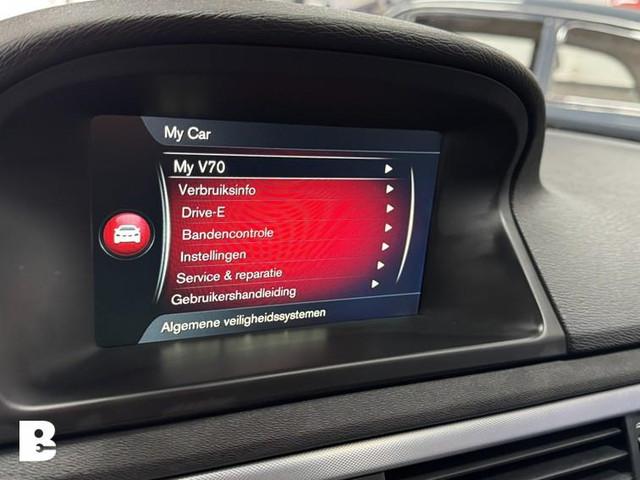 My Car
My V70
Verbruiksinfo
Drive-E
Bandencontrole
Instellingen
Service & reparatie
Gebruikershandleiding
Algemene veiligheidssystemen
B